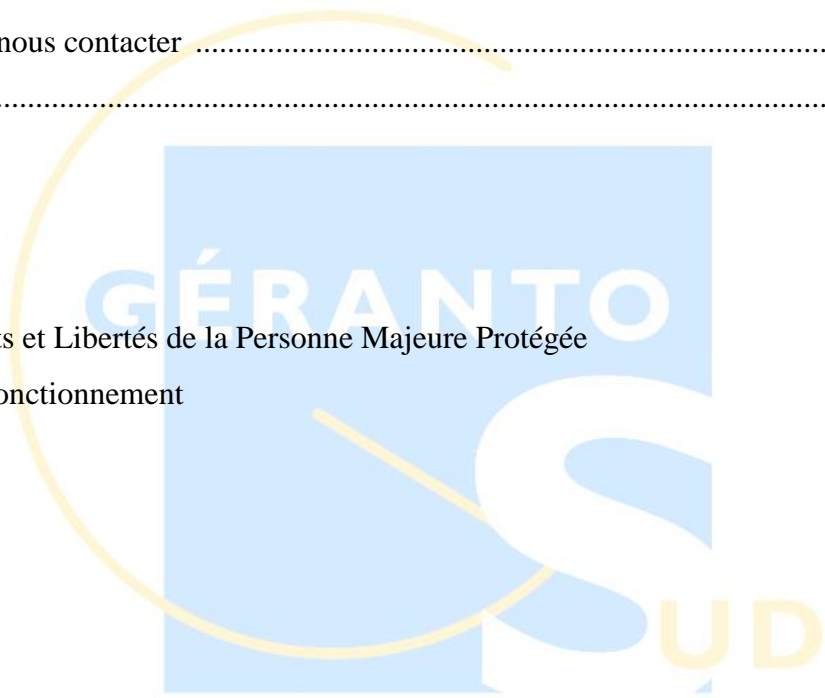 nous contacter ................................................................................
........................................................................................................
GÉRANTO
ts et Libertés de la Personne Majeure Protégée
onctionnement
SUD